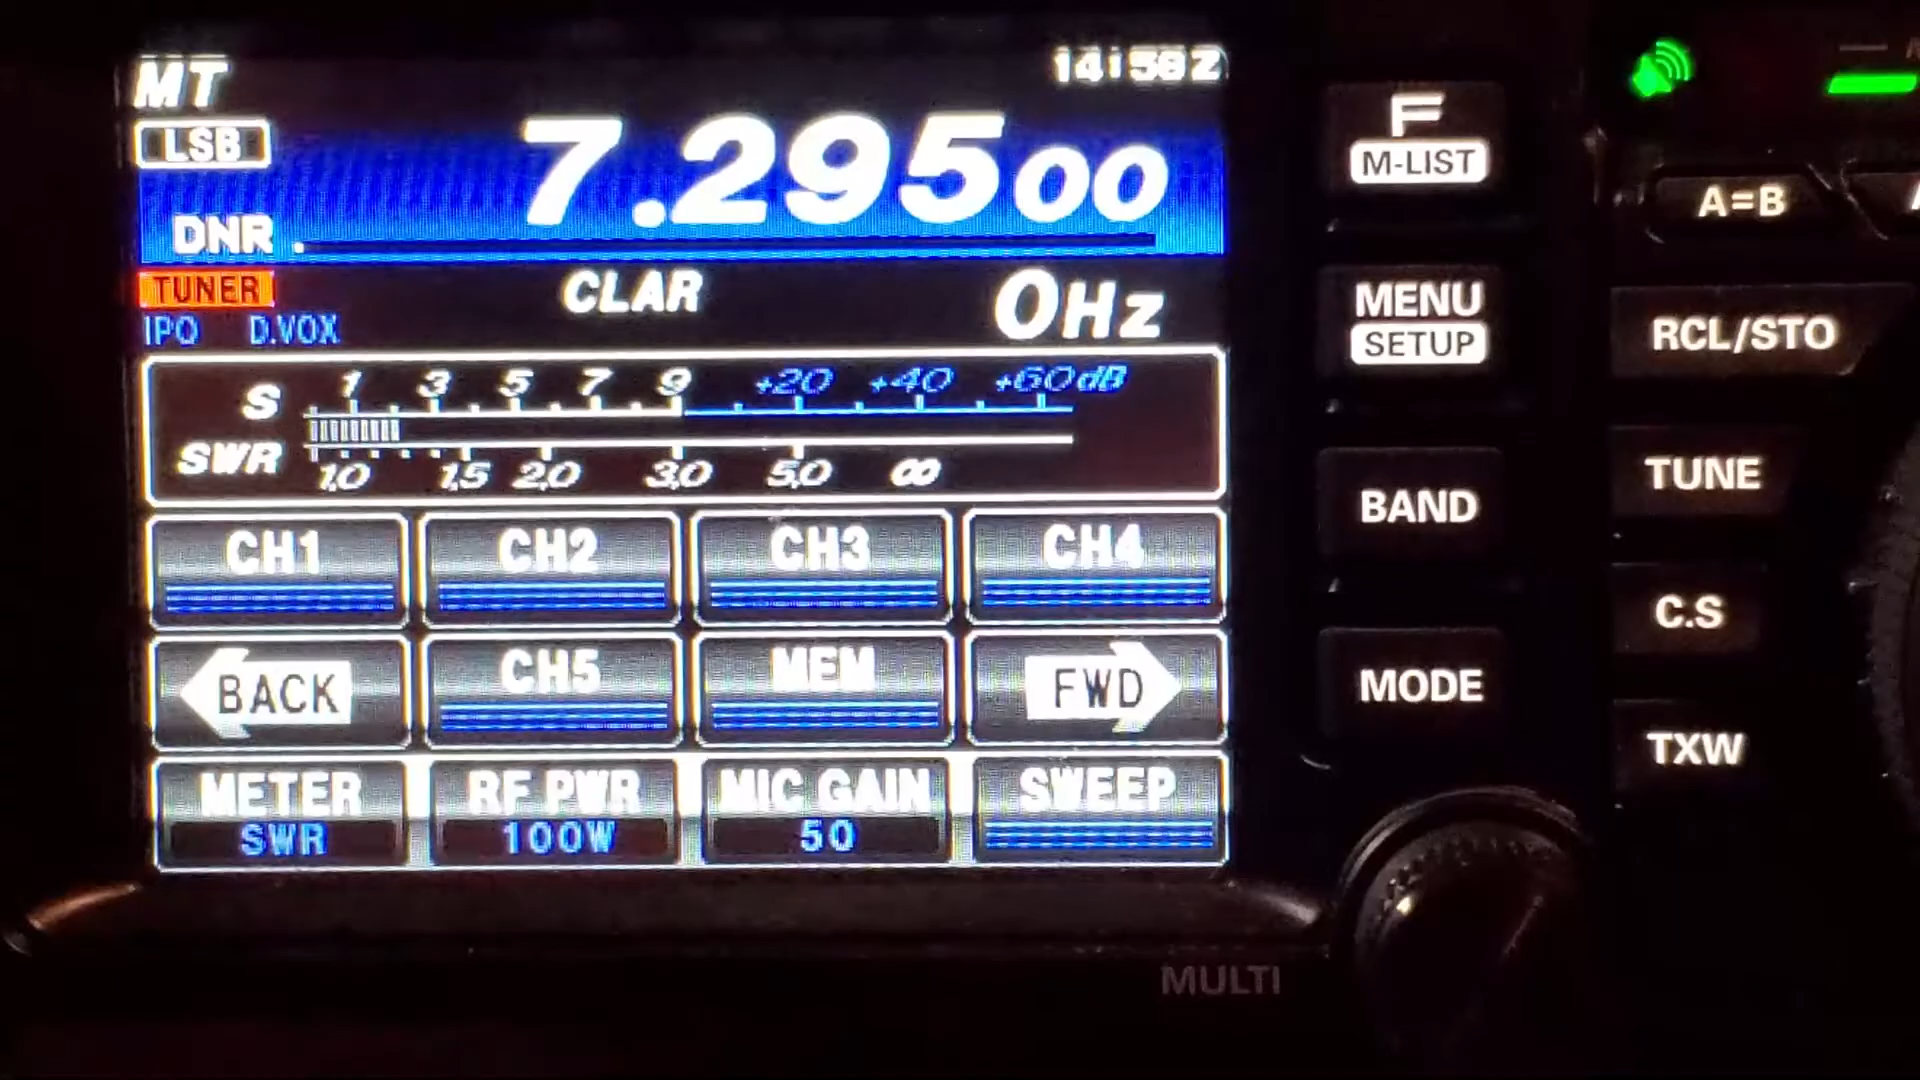 MT 14:58Z
LSB 7.29500
DNR
TUNER CLAR 0Hz
IPO D.VOX
S 1 3 5 7 9 +20 +40 +60dB
SWR 1,0 1,5 2,0 3,0 5,0 ∞
CH1 CH2 CH3 CH4
BACK CH5 MEM FWD
METER RF PWR MIC GAIN SWEEP
SWR 100W 50
F
M-LIST
MENU
SETUP
BAND
MODE
MULTI
A=B
RCL/STO
TUNE
C.S
TXW